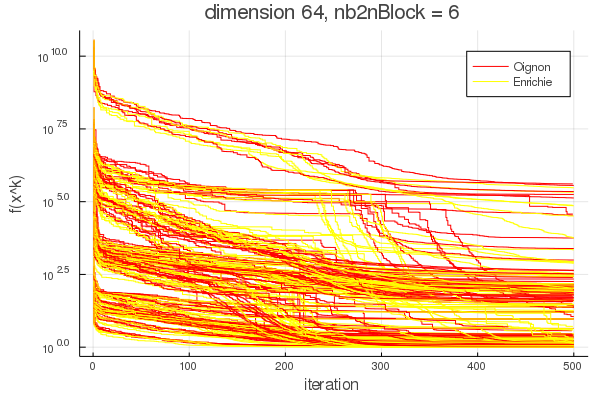 dimension 64, nb2nBlock = 6
f(x^k)
10 10.0
10 7.5
10 5.0
10 2.5
10 0.0
Oignon
Enrichie
0 100 200 300 400 500
iteration